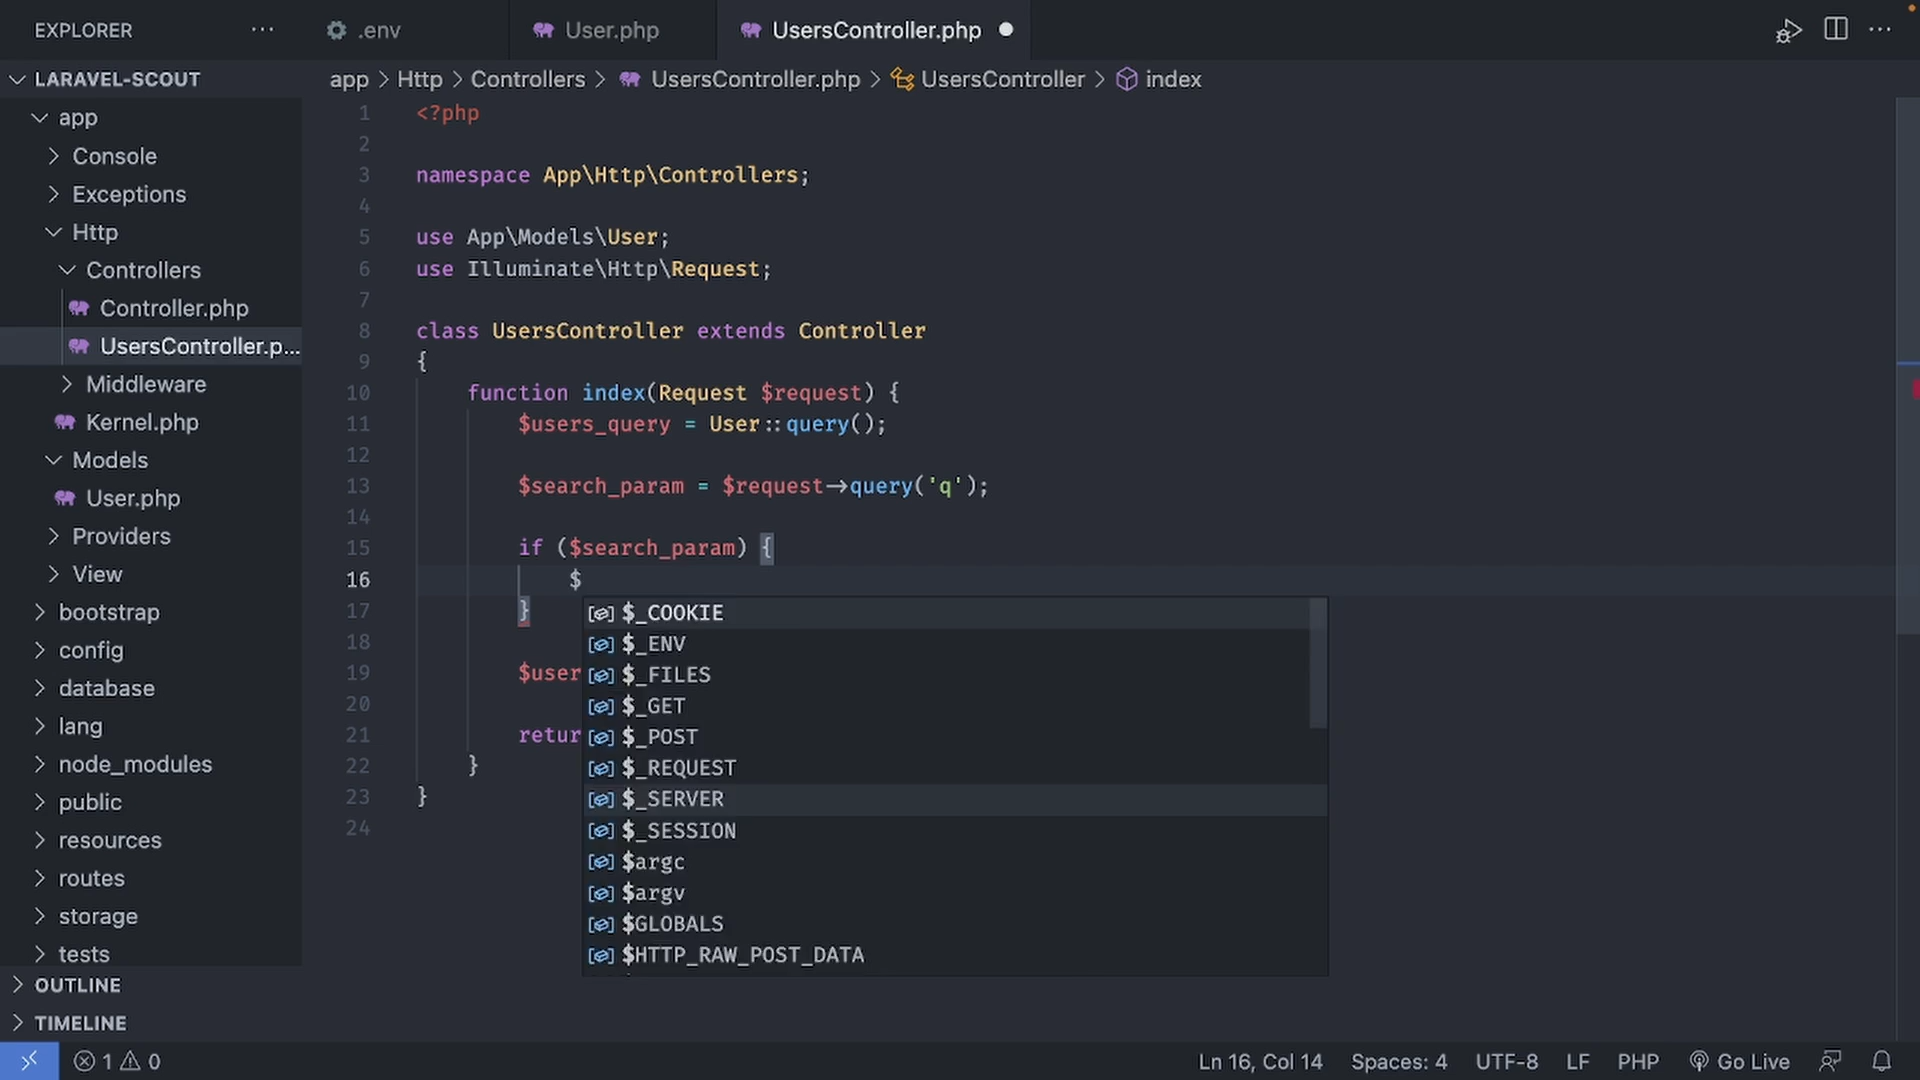 EXPLORER
.env
User.php
UsersController.php
LARAVEL-SCOUT
app
Console
Exceptions
Http
Controllers
Controller.php
UsersController.p...
Middleware
Kernel.php
Models
User.php
Providers
View
bootstrap
config
database
lang
node_modules
public
resources
routes
storage
tests
OUTLINE
TIMELINE
app > Http > Controllers > UsersController.php > UsersController > index
1 <?php
2
3 namespace App\Http\Controllers;
4
5 use App\Models\User;
6 use Illuminate\Http\Request;
7
8 class UsersController extends Controller
9 {
10 function index(Request $request) {
11 $users_query = User::query();
12
13 $search_param = $request->query('q');
14
15 if ($search_param) {
16 $
17 }
18
19 $user
20
21 retur
22 }
23 }
24
$_COOKIE
$_ENV
$_FILES
$_GET
$_POST
$_REQUEST
$_SERVER
$_SESSION
$argc
$argv
$GLOBALS
$HTTP_RAW_POST_DATA
1 0
Ln 16, Col 14 Spaces: 4 UTF-8 LF PHP Go Live